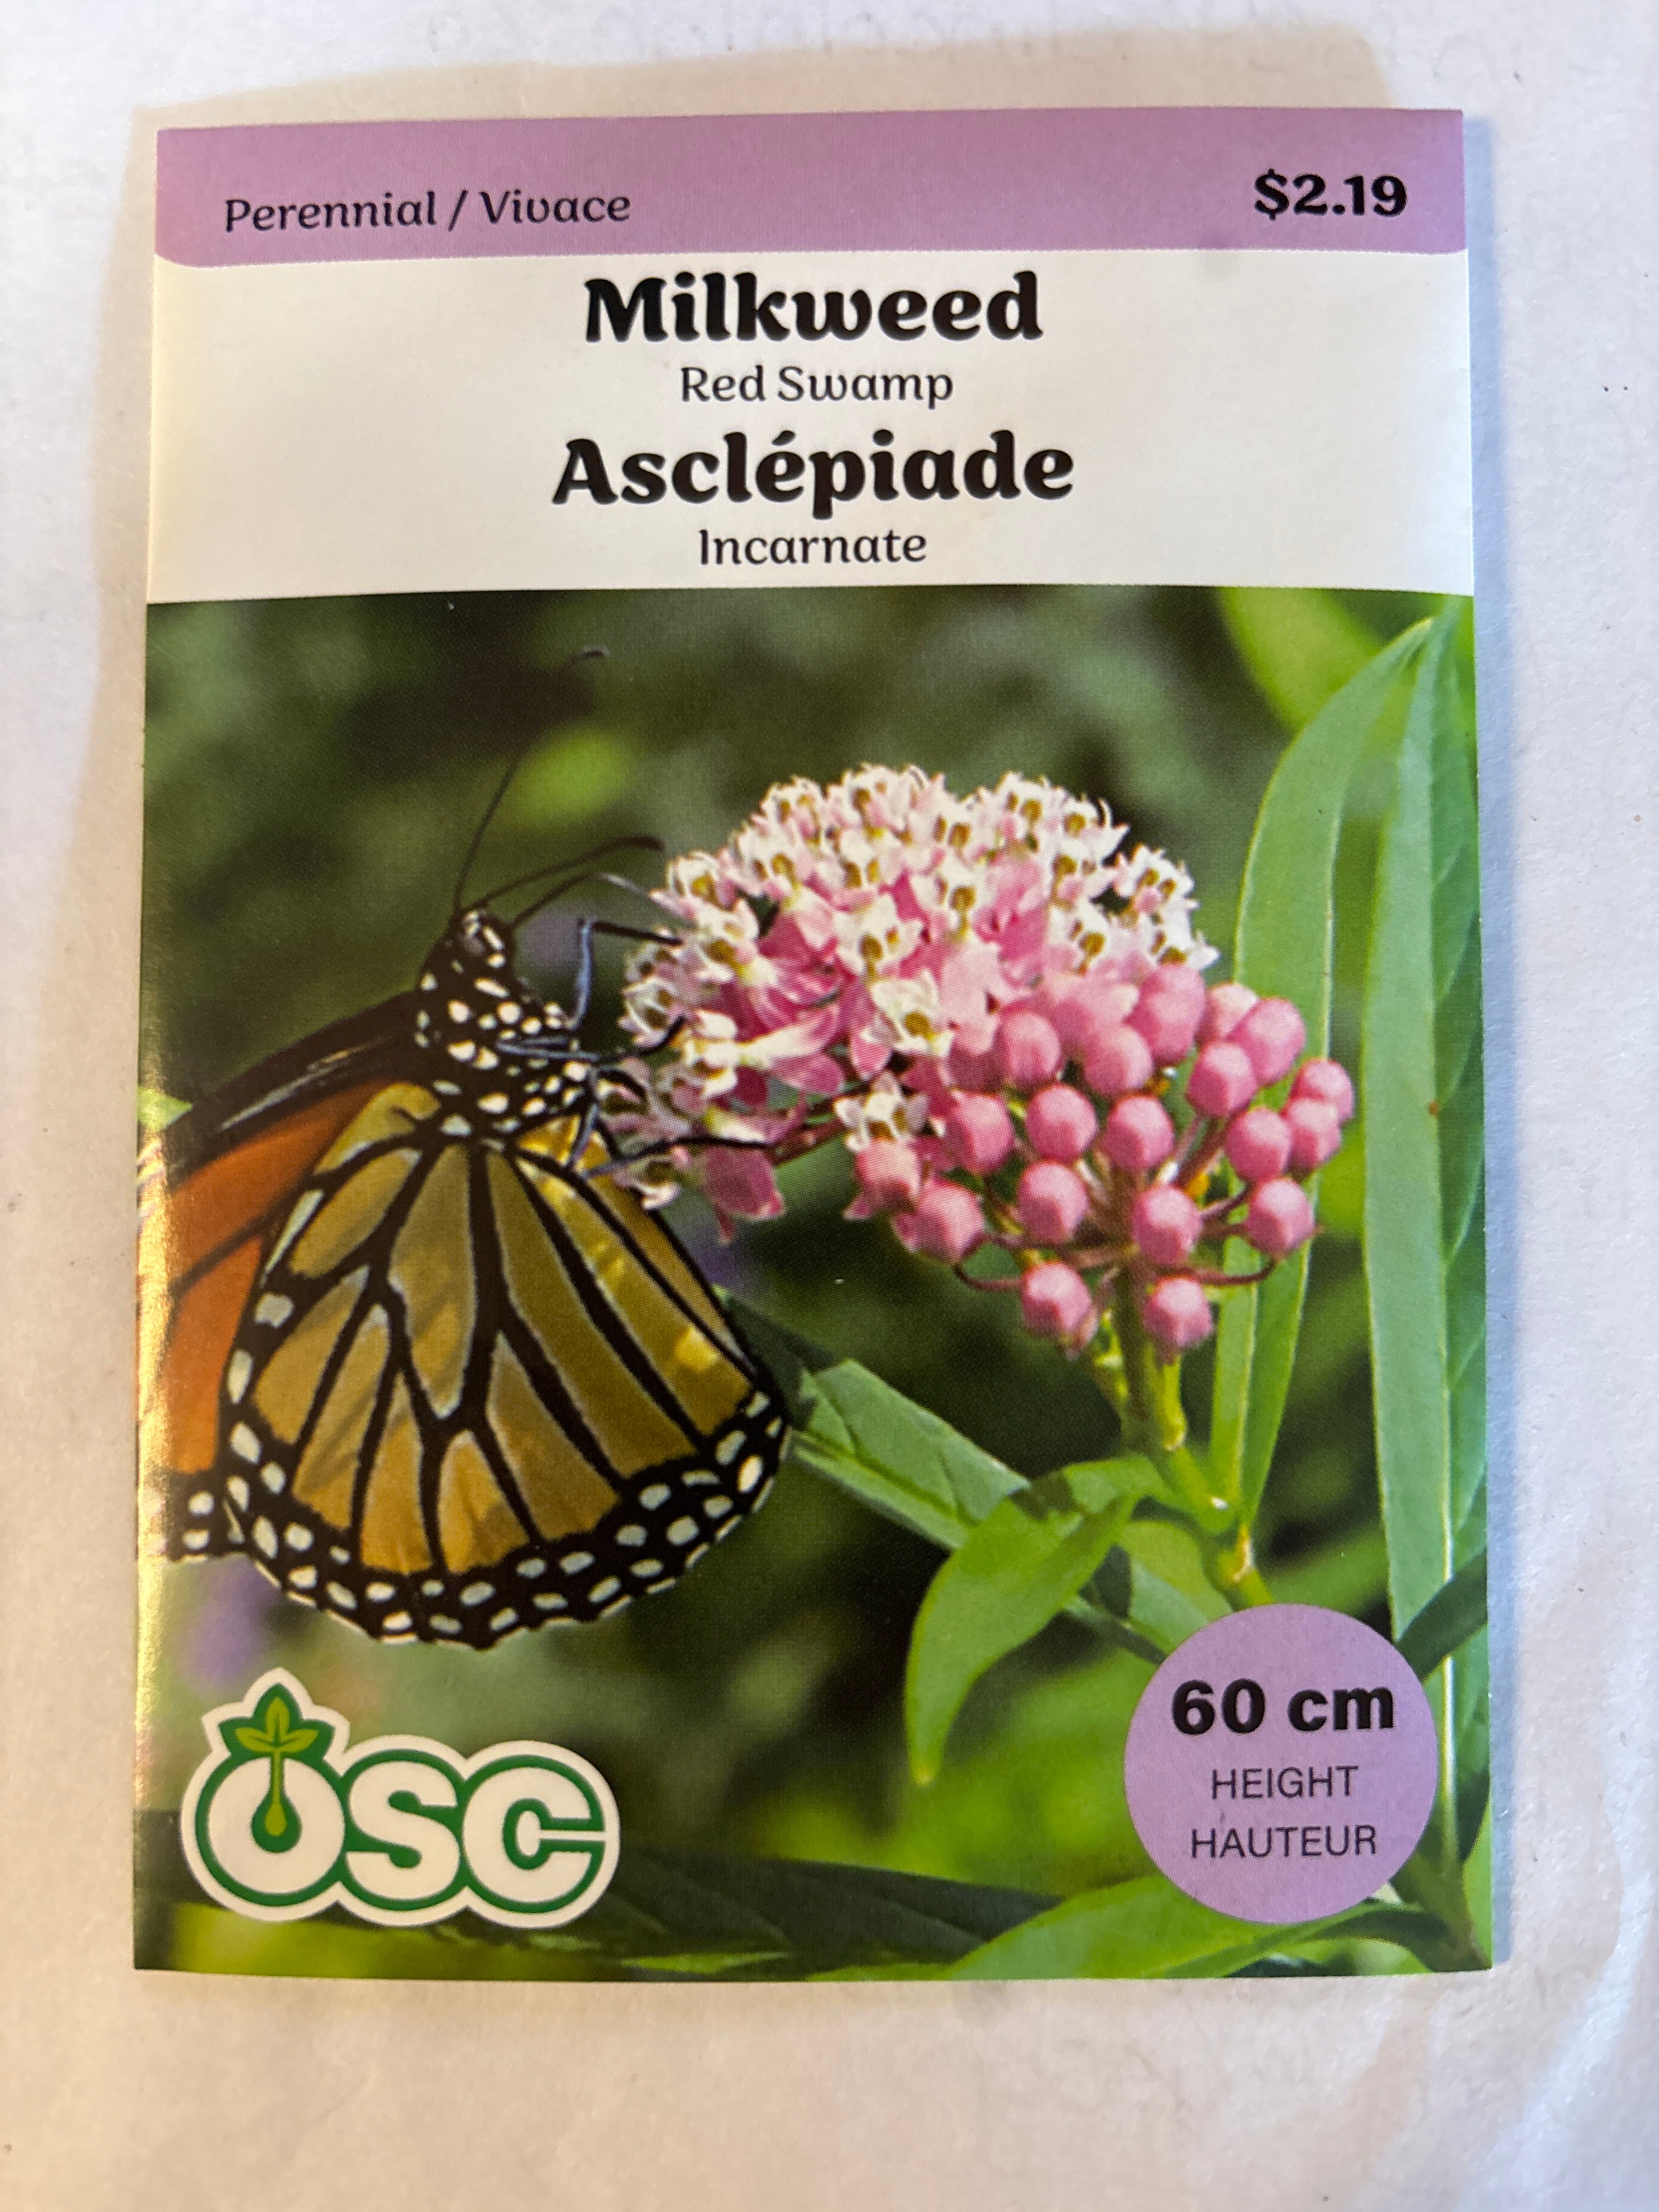 Perennial / Vivace
$2.19
Milkweed
Red Swamp
Asclépiade
Incarnate
60 cm
HEIGHT
HAUTEUR
OSC